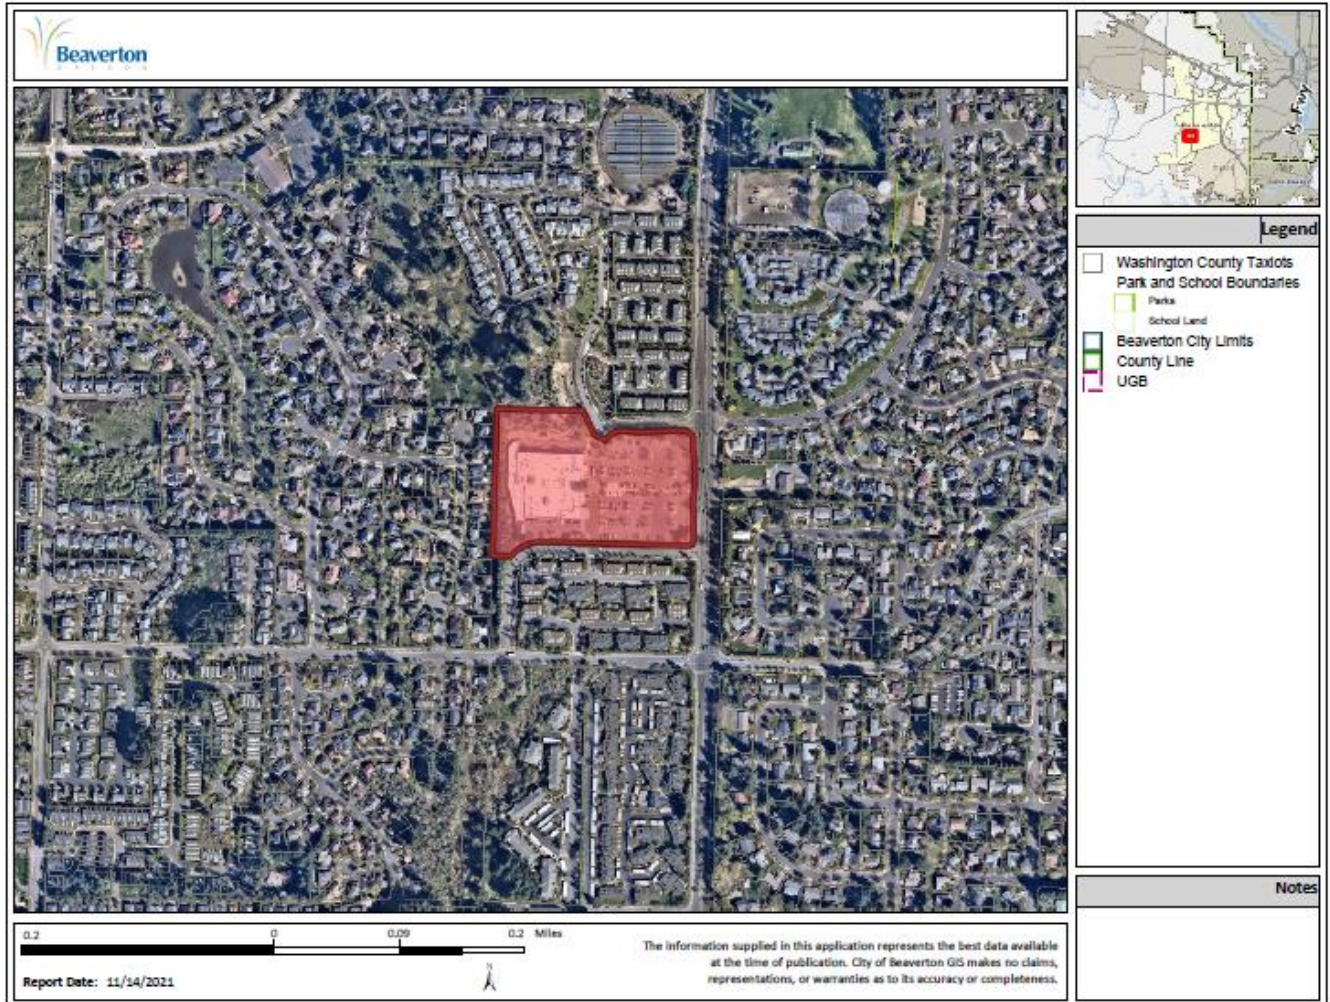 Beaverton
OREGON
Legend
Washington County Taxlots
Park and School Boundaries
Parks
School Land
Beaverton City Limits
County Line
UGB
Notes
0.2 0 0.09 0.2 Miles
The information supplied in this application represents the best data available
at the time of publication. City of Beaverton GIS makes no claims,
representations, or warranties as to its accuracy or completeness.
Report Date: 11/14/2021
N